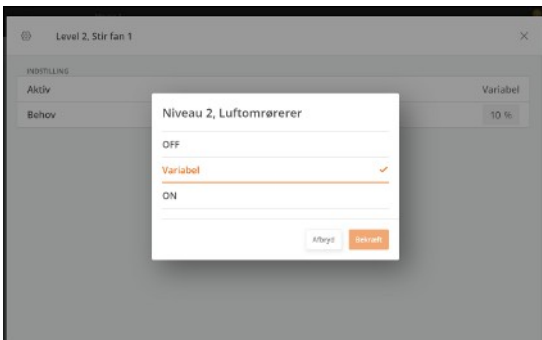 Level 2, Stir fan 1
INDSTILLING
Aktiv Variabel
Behov 10 %
Niveau 2, Luftomrørerer
OFF
Variabel
ON
Afbryd Bekræft